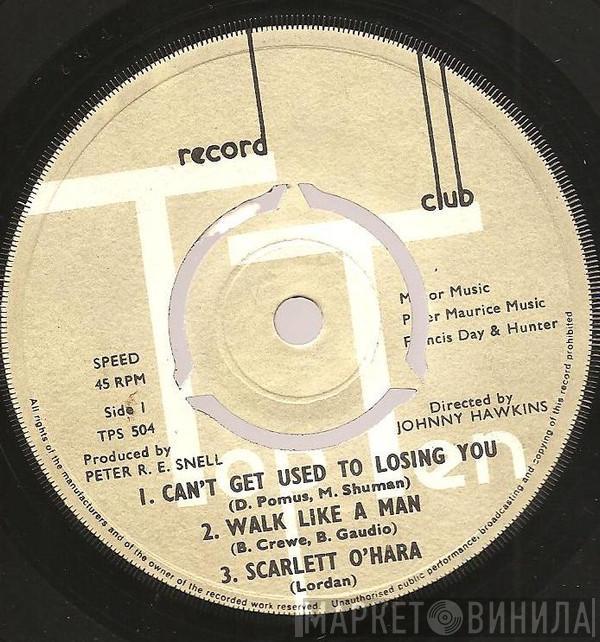 record
club
Top
Ten
M or Music
P er Maurice Music
F ncis Day & Hunter
SPEED
45 RPM
Side 1
TPS 504
Directed by
JOHNNY HAWKINS
Produced by
PETER R. E. SNELL
1. CAN'T GET USED TO LOSING YOU
(D. Pomus, M. Shuman)
2. WALK LIKE A MAN
(B. Crewe, B. Gaudio)
3. SCARLETT O'HARA
(Lordan)
All rights of the manufacturers and of the owner of the recorded work reserved. Unauthorised public performance, broadcasting and copying of this record prohibited
МАРКЕТ ВИНИЛА